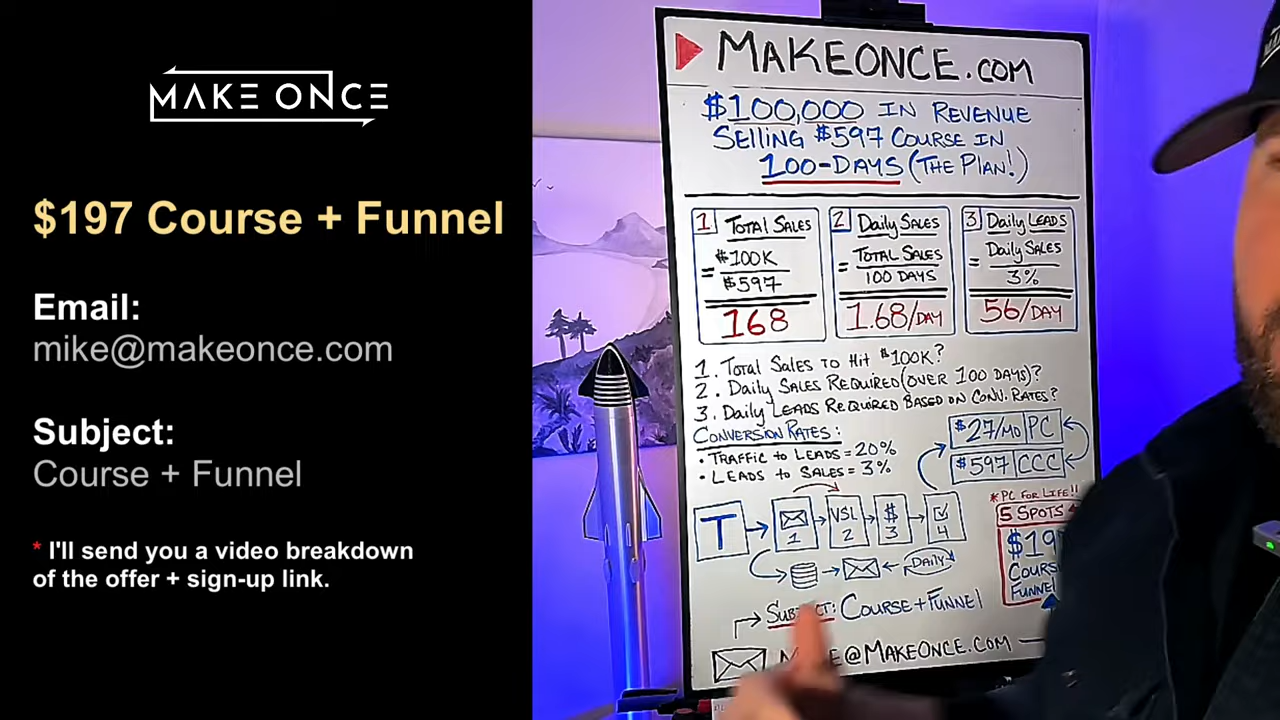 MAKE ONCE
$197 Course + Funnel
Email:
mike@makeonce.com
Subject:
Course + Funnel
* I'll send you a video breakdown
of the offer + sign-up link.
MAKEONCE.COM
$100,000 IN REVENUE
SELLING $597 COURSE IN
100-DAYS (THE PLAN!)
1 TOTAL SALES
= $100K
$597
168
2 Daily SALES
= TOTAL SALES
100 DAYS
1.68/DAY
3 Daily LEADS
= Daily SALES
3%
56/DAY
1. TOTAL SALES TO HIT $100K?
2. DAILY SALES REQUIRED (OVER 100 DAYS)?
3. DAILY LEADS REQUIRED BASED ON CONV. RATES?
CONVERSION RATES:
• TRAFFIC TO LEADS = 20%
• LEADS TO SALES = 3%
$27/MO PC
$597 CCC
* PC FOR LIFE!!
5 SPOTS
T
1
VSL
2
$
3
4
DAILY
COURSE
FUNNEL
SUBJECT: COURSE + FUNNEL
@MAKEONCE.COM